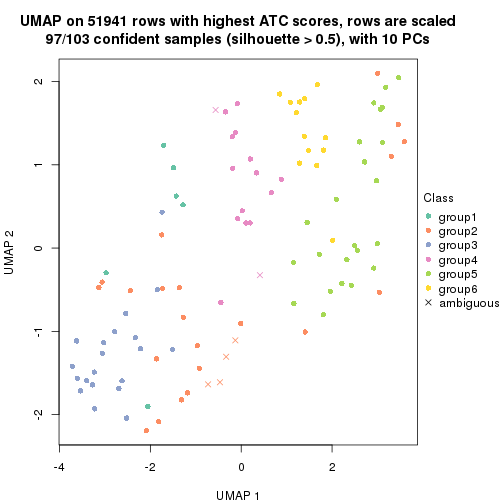 UMAP on 51941 rows with highest ATC scores, rows are scaled
97/103 confident samples (silhouette > 0.5), with 10 PCs
2
1
0
-1
-2
UMAP 2
-4
-2
0
2
UMAP 1
Class
group1
group2
group3
group4
group5
group6
ambiguous